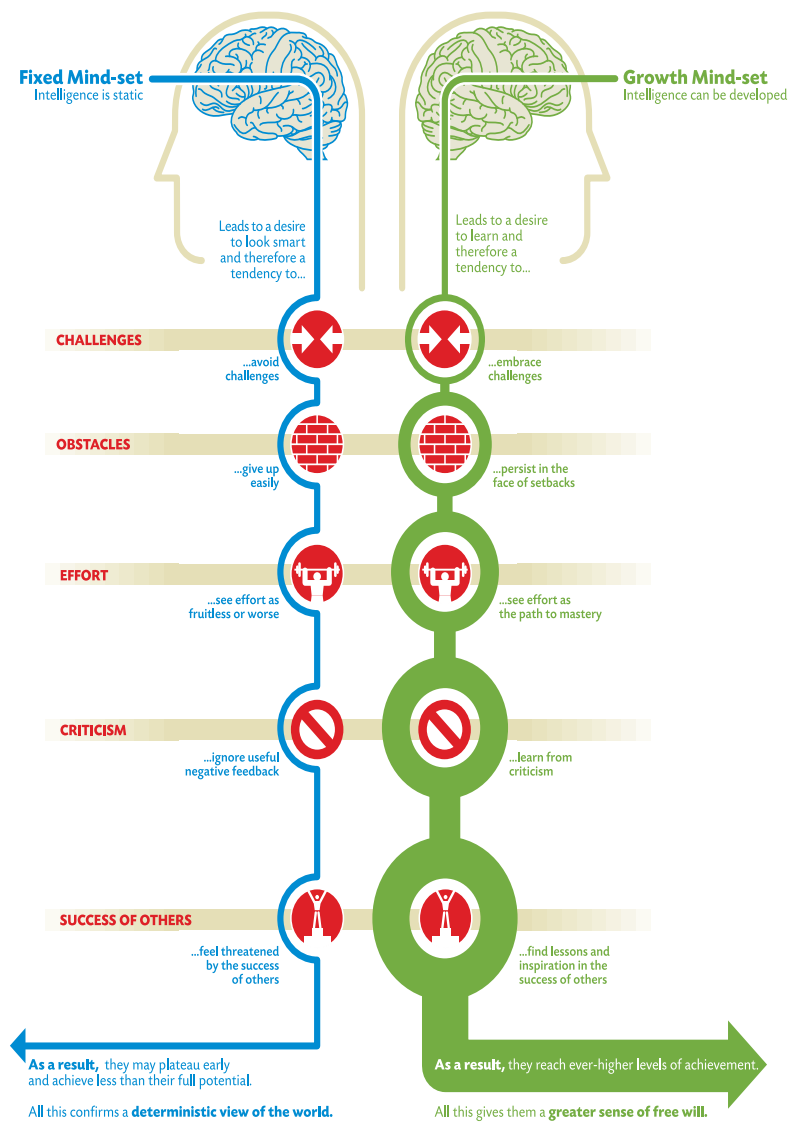 Fixed Mind-set
Intelligence is static
Growth Mind-set
Intelligence can be developed
Leads to a desire
to look smart
and therefore a
tendency to...
Leads to a desire
to learn and
therefore a
tendency to...
CHALLENGES
...avoid
challenges
...embrace
challenges
OBSTACLES
...give up
easily
...persist in the
face of setbacks
EFFORT
...see effort as
fruitless or worse
...see effort as
the path to mastery
CRITICISM
...ignore useful
negative feedback
...learn from
criticism
SUCCESS OF OTHERS
...feel threatened
by the success
of others
...find lessons and
inspiration in the
success of others
As a result, they may plateau early
and achieve less than their full potential.
All this confirms a deterministic view of the world.
As a result, they reach ever-higher levels of achievement.
All this gives them a greater sense of free will.